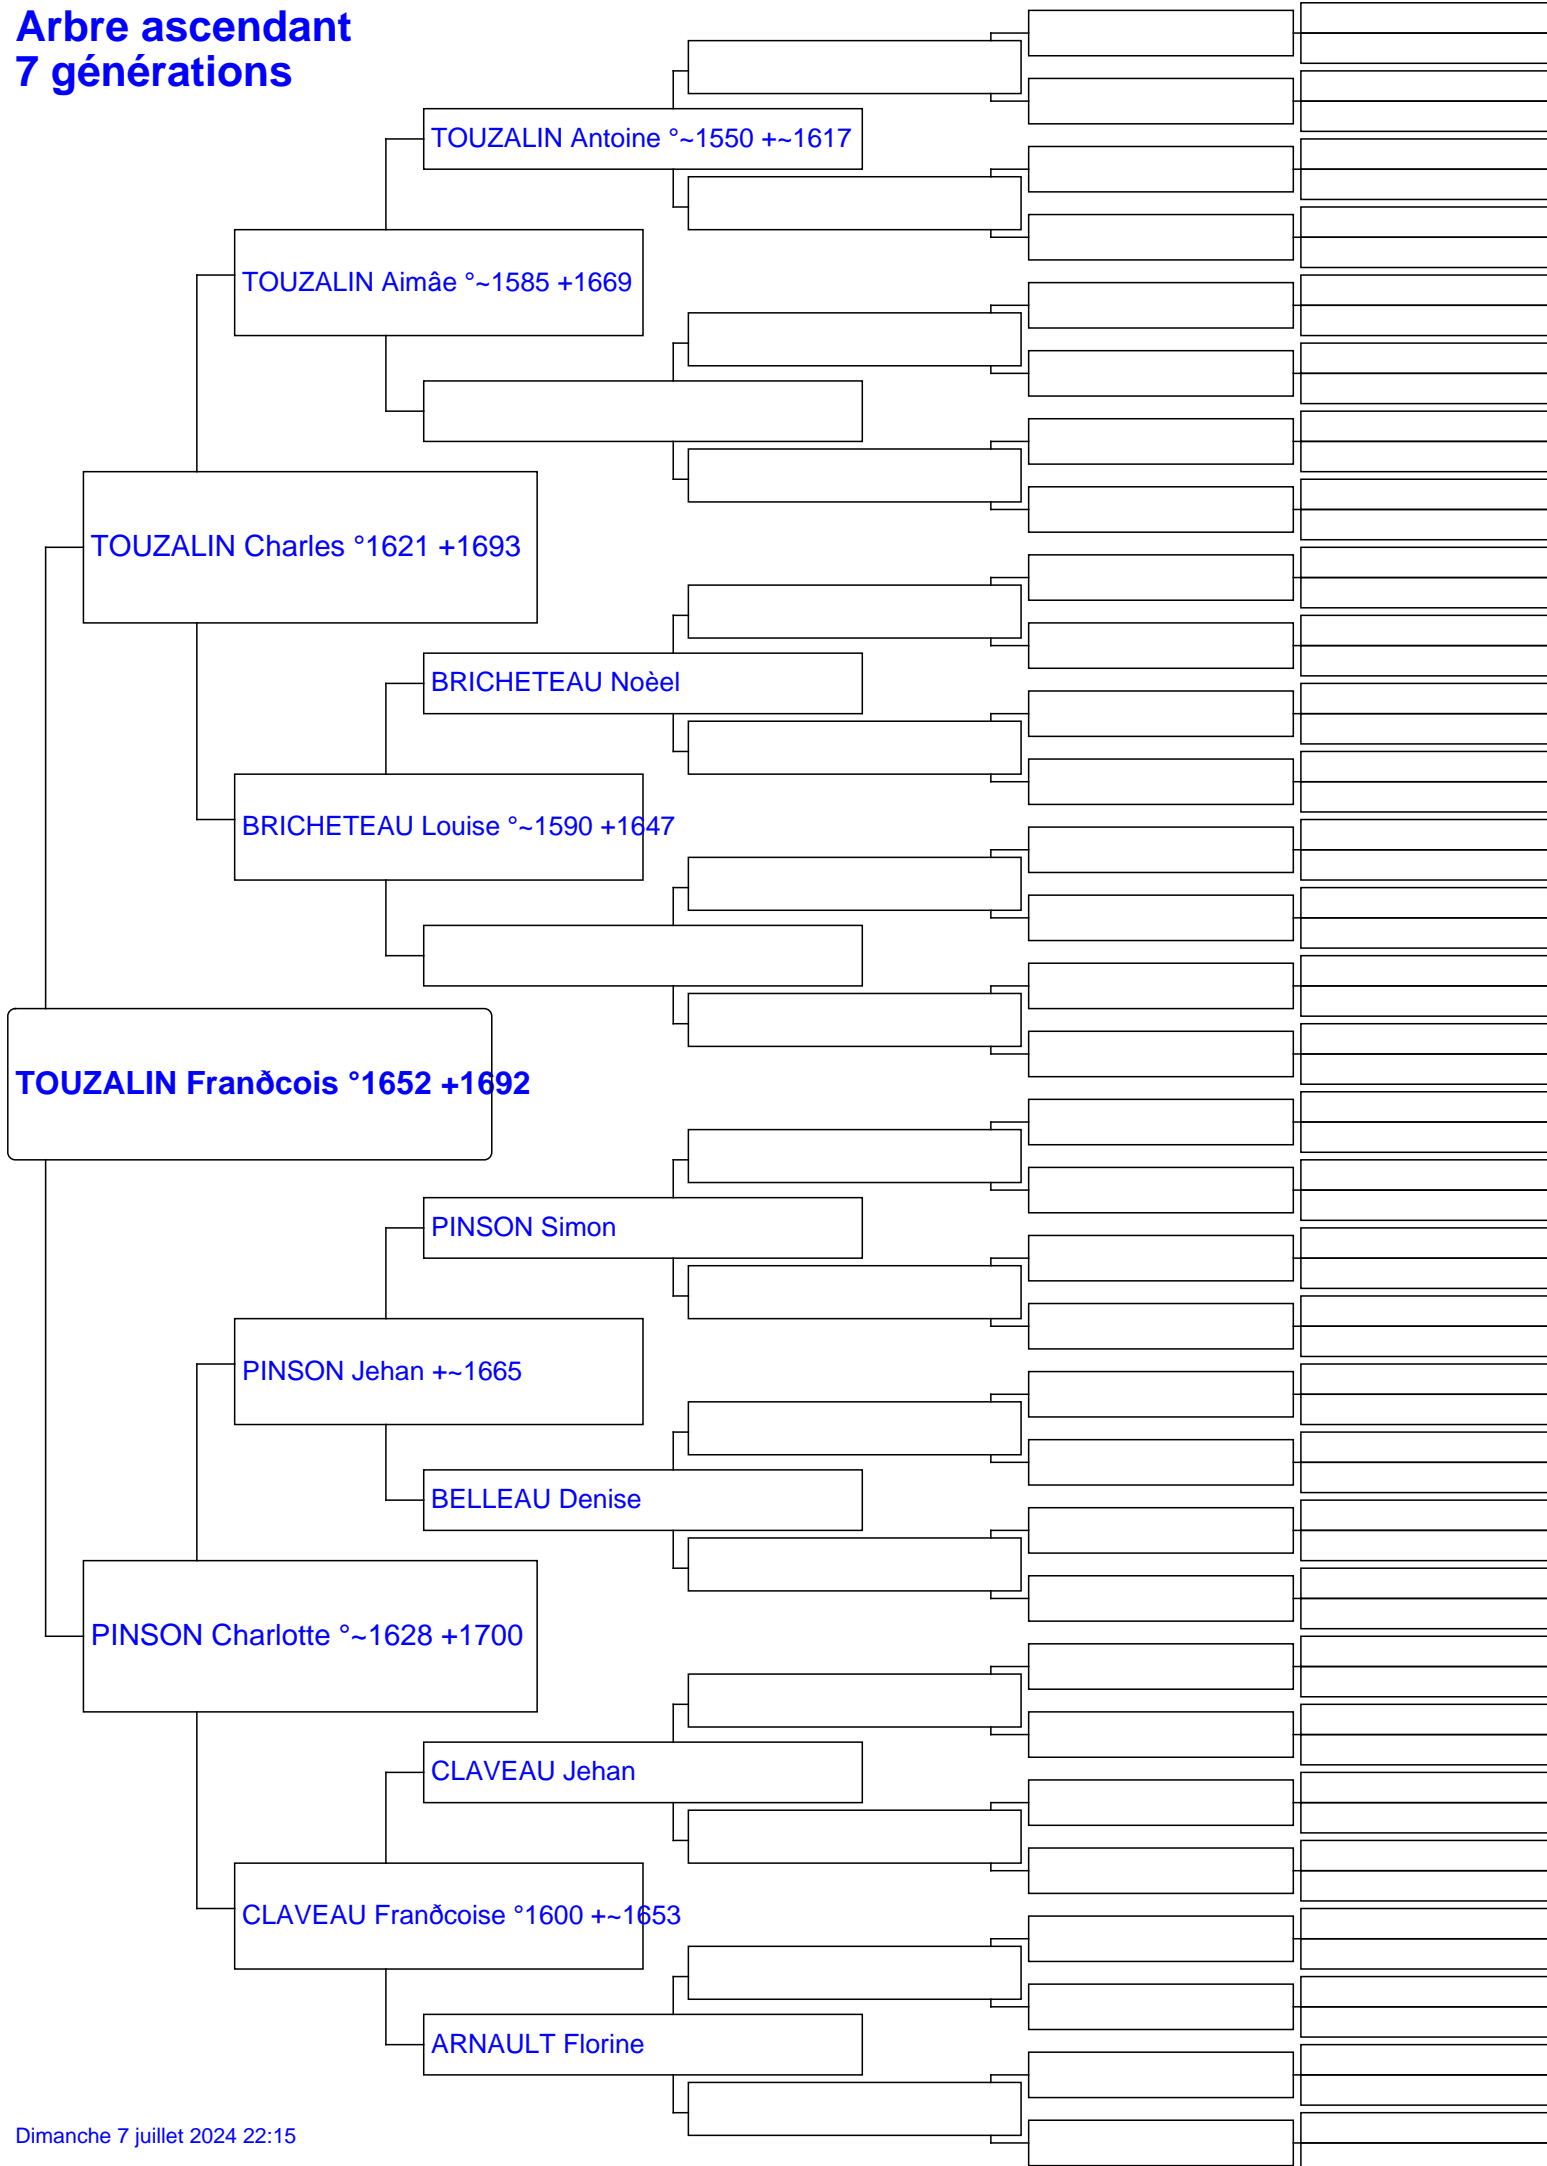 Arbre ascendant
7 générations
TOUZALIN Antoine °~1550 +~1617
TOUZALIN Aimâe °~1585 +1669
TOUZALIN Charles °1621 +1693
BRICHETEAU Noèel
BRICHETEAU Louise °~1590 +1647
TOUZALIN Franðcois °1652 +1692
PINSON Simon
PINSON Jehan +~1665
BELLEAU Denise
PINSON Charlotte °~1628 +1700
CLAVEAU Jehan
CLAVEAU Franðcoise °1600 +~1653
ARNAULT Florine
Dimanche 7 juillet 2024 22:15